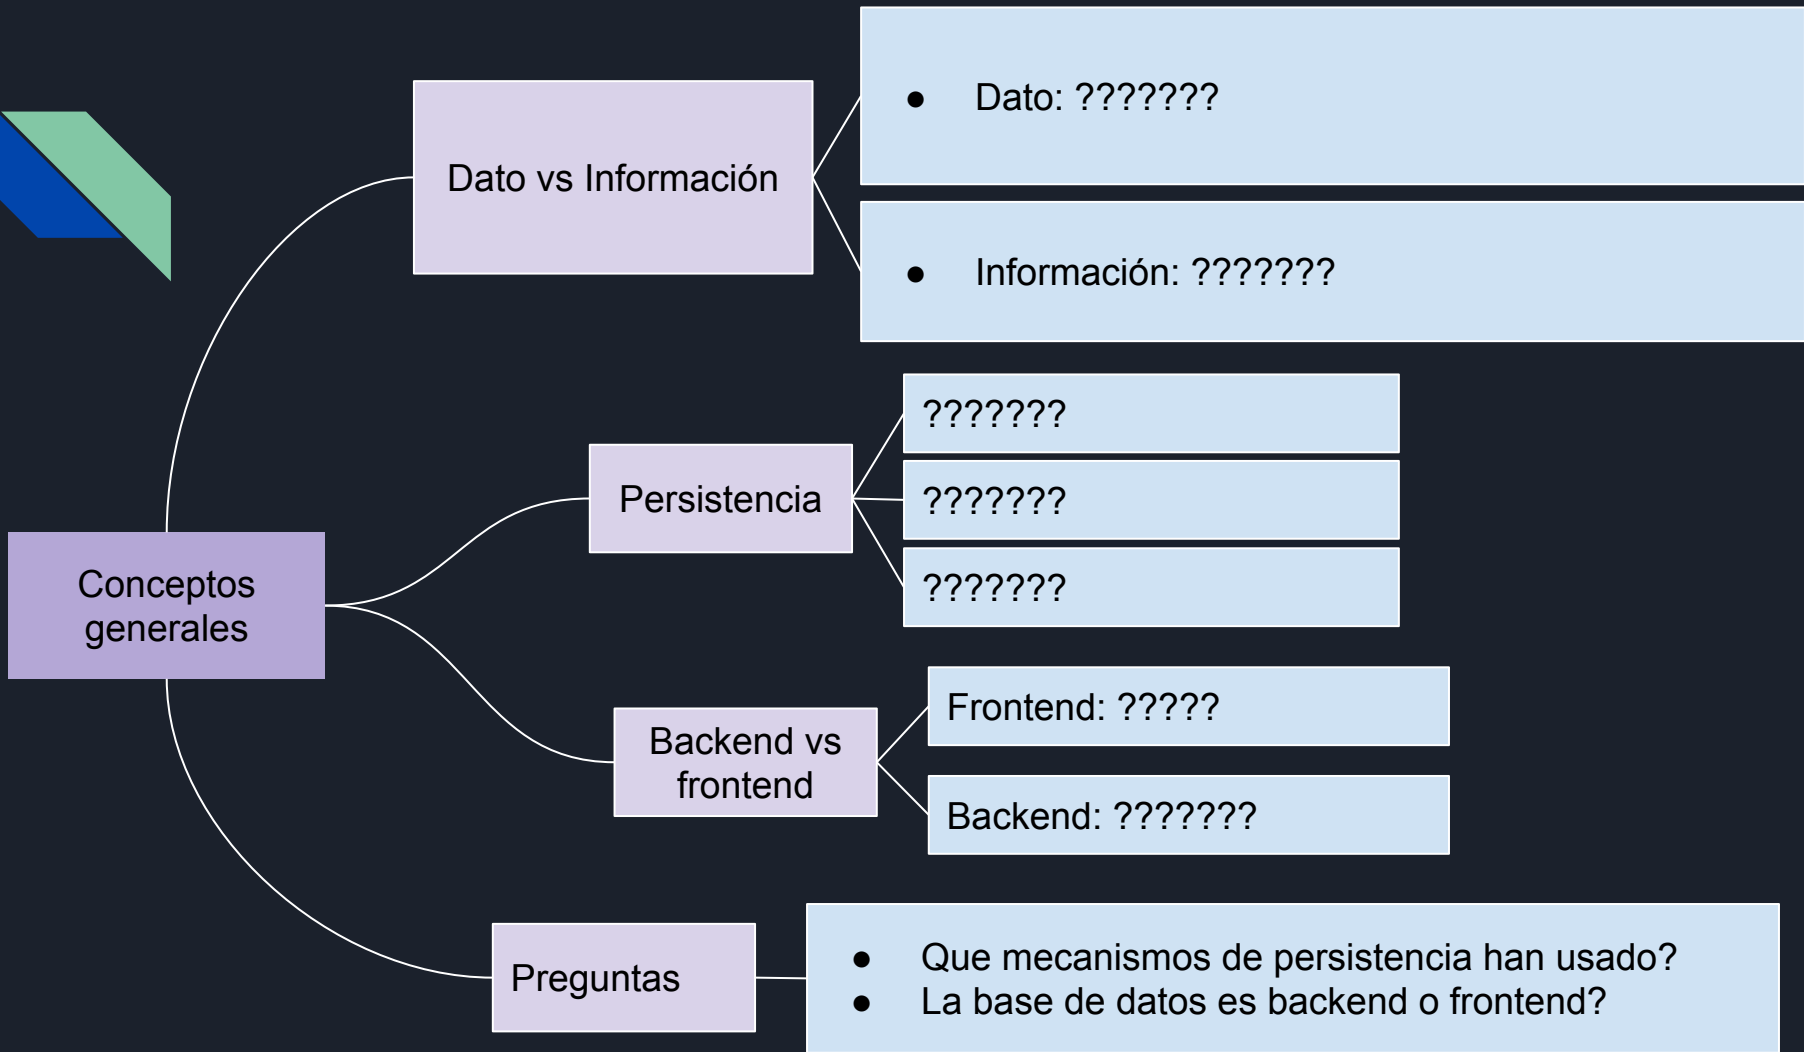 Dato vs Información
● Dato: ???????
● Información: ???????
Persistencia
???????
???????
???????
Conceptos
generales
Backend vs
frontend
Frontend: ?????
Backend: ???????
Preguntas
● Que mecanismos de persistencia han usado?
● La base de datos es backend o frontend?